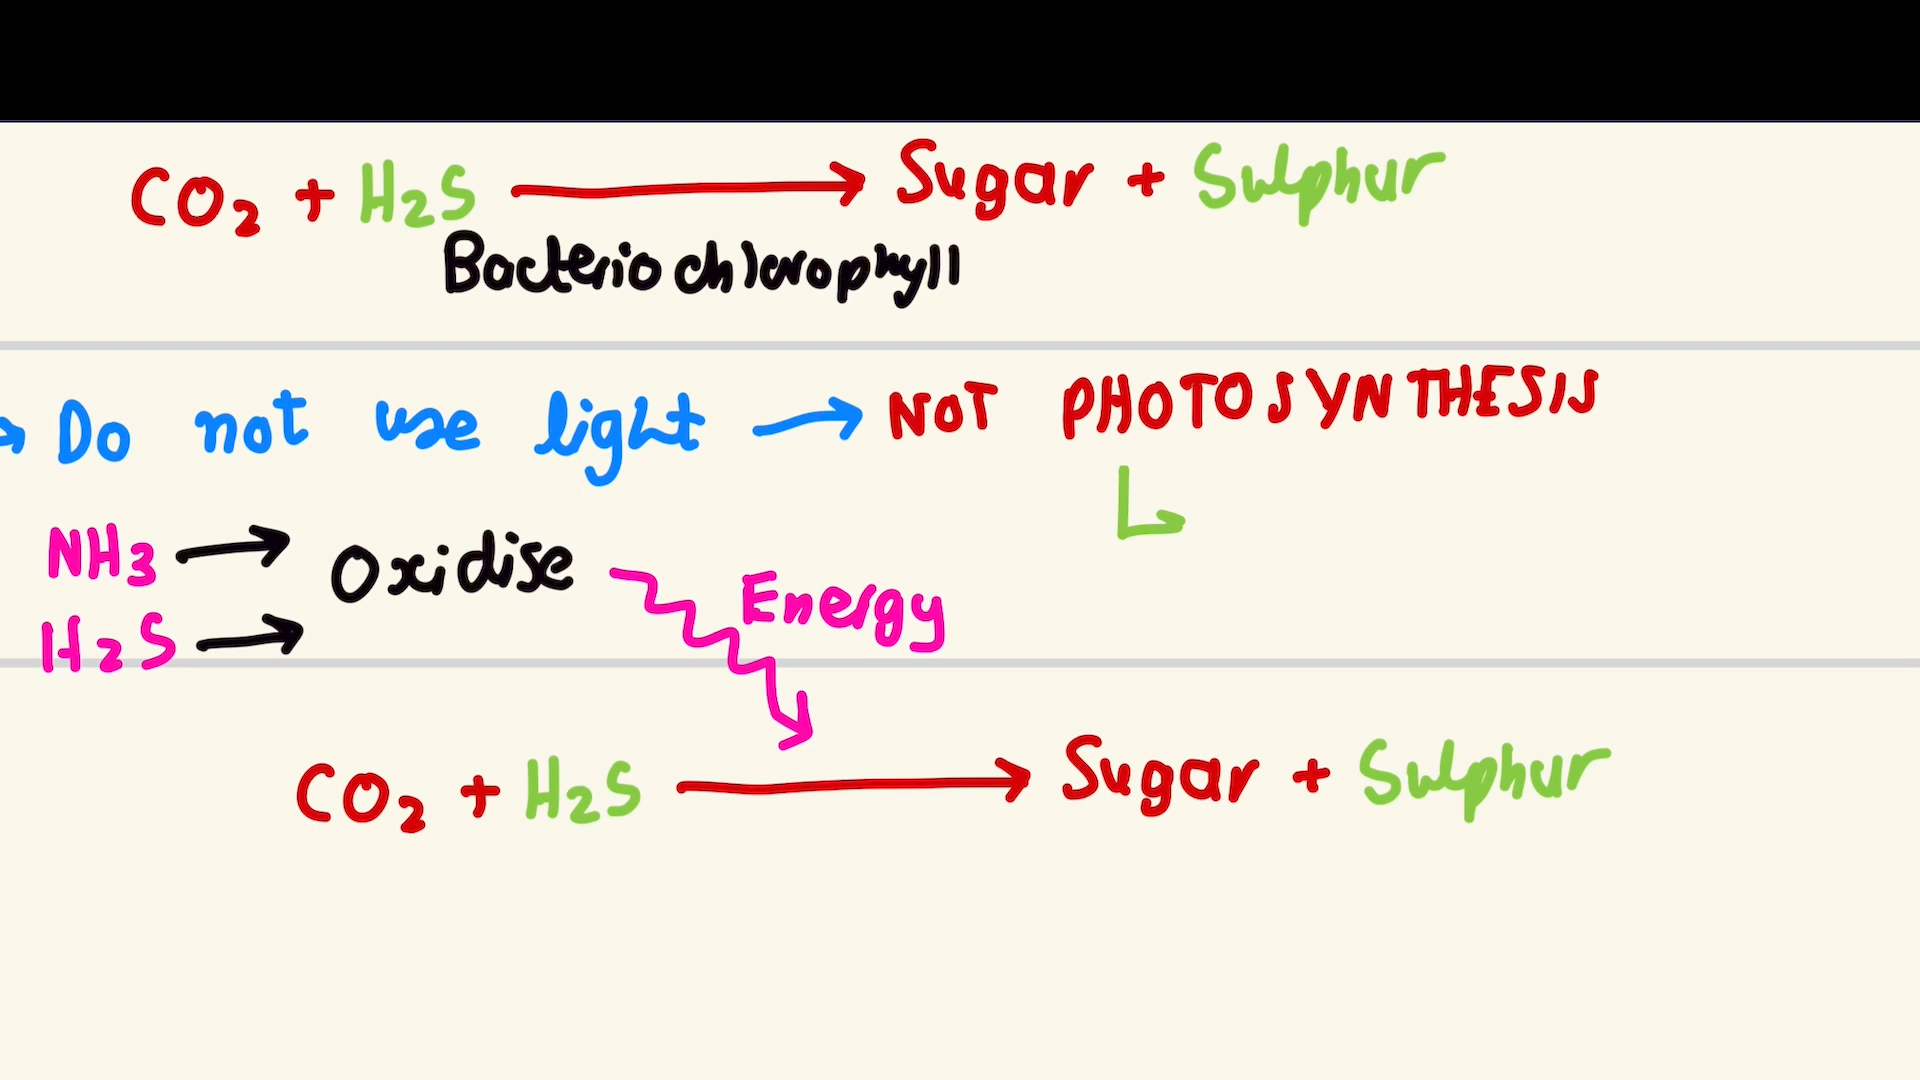 CO2 + H2S → Sugar + Sulphur
Bacteriochlorophyll
→ Do not use light → NOT PHOTOSYNTHESIS
NH3 → Oxidise
Energy
H2S →
CO2 + H2S → Sugar + Sulphur